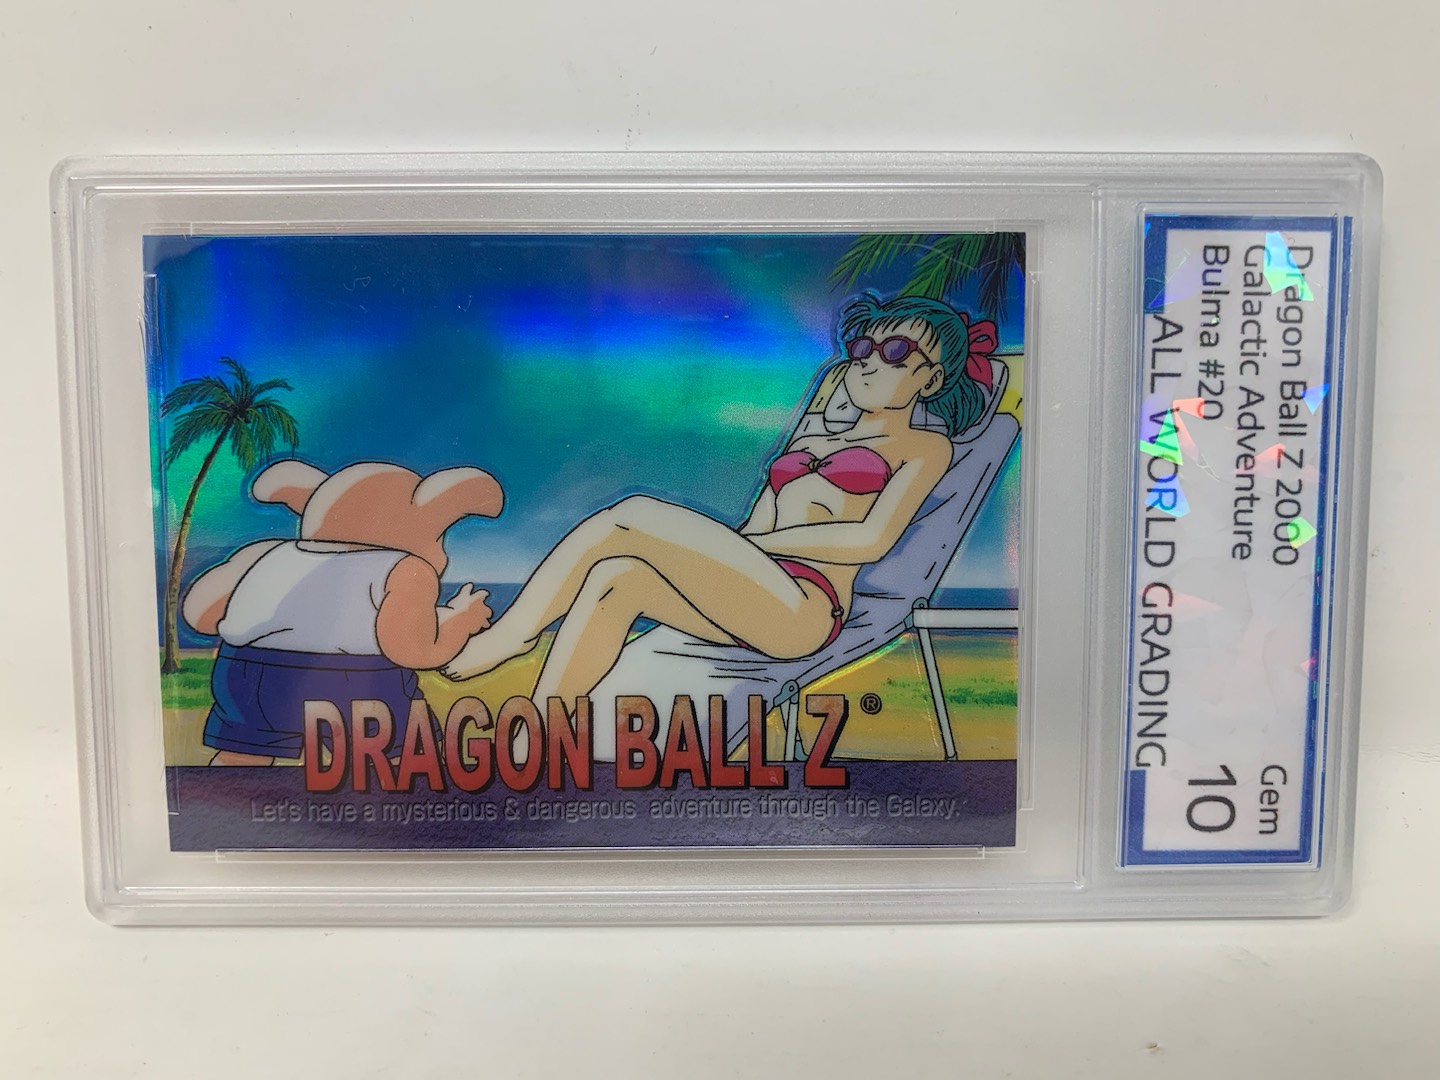 DRAGON BALL Z®
Let's have a mysterious & dangerous adventure through the Galaxy.
Dragon Ball Z 2000
Galactic Adventure
Bulma #20
Gem
10
ALL WORLD GRADING